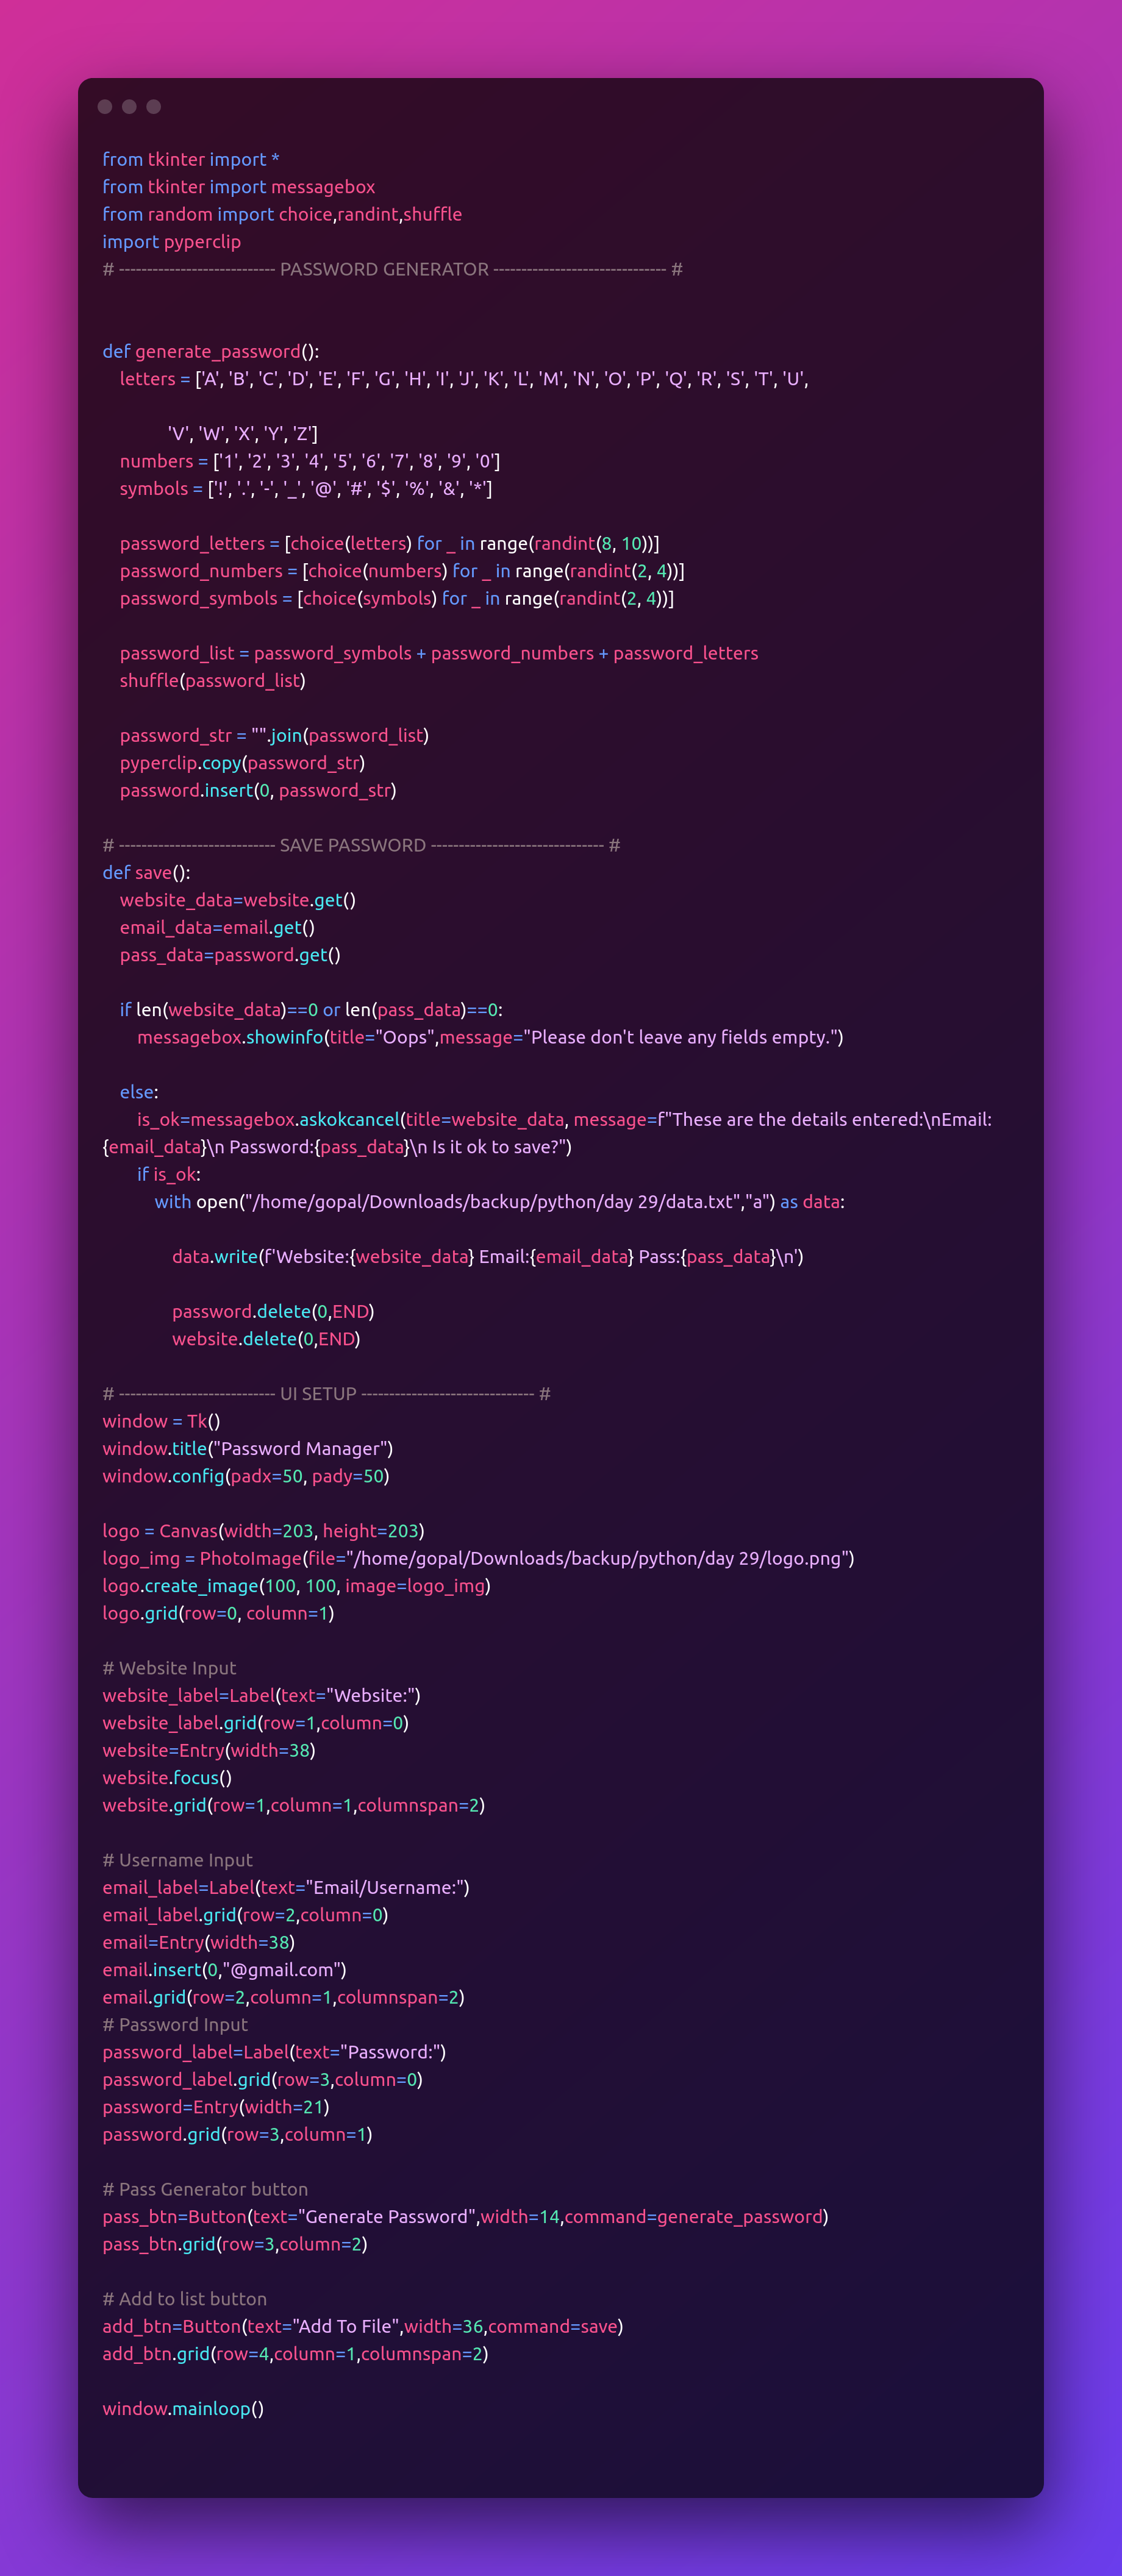 from tkinter import *
from tkinter import messagebox
from random import choice,randint,shuffle
import pyperclip
# ---------------------------- PASSWORD GENERATOR ------------------------------- #
def generate_password():
    letters = ['A', 'B', 'C', 'D', 'E', 'F', 'G', 'H', 'I', 'J', 'K', 'L', 'M', 'N', 'O', 'P', 'Q', 'R', 'S', 'T', 'U',
               'V', 'W', 'X', 'Y', 'Z']
    numbers = ['1', '2', '3', '4', '5', '6', '7', '8', '9', '0']
    symbols = ['!', '.', '-', '_', '@', '#', '$', '%', '&', '*']
    password_letters = [choice(letters) for _ in range(randint(8, 10))]
    password_numbers = [choice(numbers) for _ in range(randint(2, 4))]
    password_symbols = [choice(symbols) for _ in range(randint(2, 4))]
    password_list = password_symbols + password_numbers + password_letters
    shuffle(password_list)
    password_str = "".join(password_list)
    pyperclip.copy(password_str)
    password.insert(0, password_str)
# ---------------------------- SAVE PASSWORD ------------------------------- #
def save():
    website_data=website.get()
    email_data=email.get()
    pass_data=password.get()
    if len(website_data)==0 or len(pass_data)==0:
        messagebox.showinfo(title="Oops",message="Please don't leave any fields empty.")
    else:
        is_ok=messagebox.askokcancel(title=website_data, message=f"These are the details entered:\nEmail:
{email_data}\n Password:{pass_data}\n Is it ok to save?")
        if is_ok:
            with open("/home/gopal/Downloads/backup/python/day 29/data.txt","a") as data:
                data.write(f'Website:{website_data} Email:{email_data} Pass:{pass_data}\n')
                password.delete(0,END)
                website.delete(0,END)
# ---------------------------- UI SETUP ------------------------------- #
window = Tk()
window.title("Password Manager")
window.config(padx=50, pady=50)
logo = Canvas(width=203, height=203)
logo_img = PhotoImage(file="/home/gopal/Downloads/backup/python/day 29/logo.png")
logo.create_image(100, 100, image=logo_img)
logo.grid(row=0, column=1)
# Website Input
website_label=Label(text="Website:")
website_label.grid(row=1,column=0)
website=Entry(width=38)
website.focus()
website.grid(row=1,column=1,columnspan=2)
# Username Input
email_label=Label(text="Email/Username:")
email_label.grid(row=2,column=0)
email=Entry(width=38)
email.insert(0,"@gmail.com")
email.grid(row=2,column=1,columnspan=2)
# Password Input
password_label=Label(text="Password:")
password_label.grid(row=3,column=0)
password=Entry(width=21)
password.grid(row=3,column=1)
# Pass Generator button
pass_btn=Button(text="Generate Password",width=14,command=generate_password)
pass_btn.grid(row=3,column=2)
# Add to list button
add_btn=Button(text="Add To File",width=36,command=save)
add_btn.grid(row=4,column=1,columnspan=2)
window.mainloop()